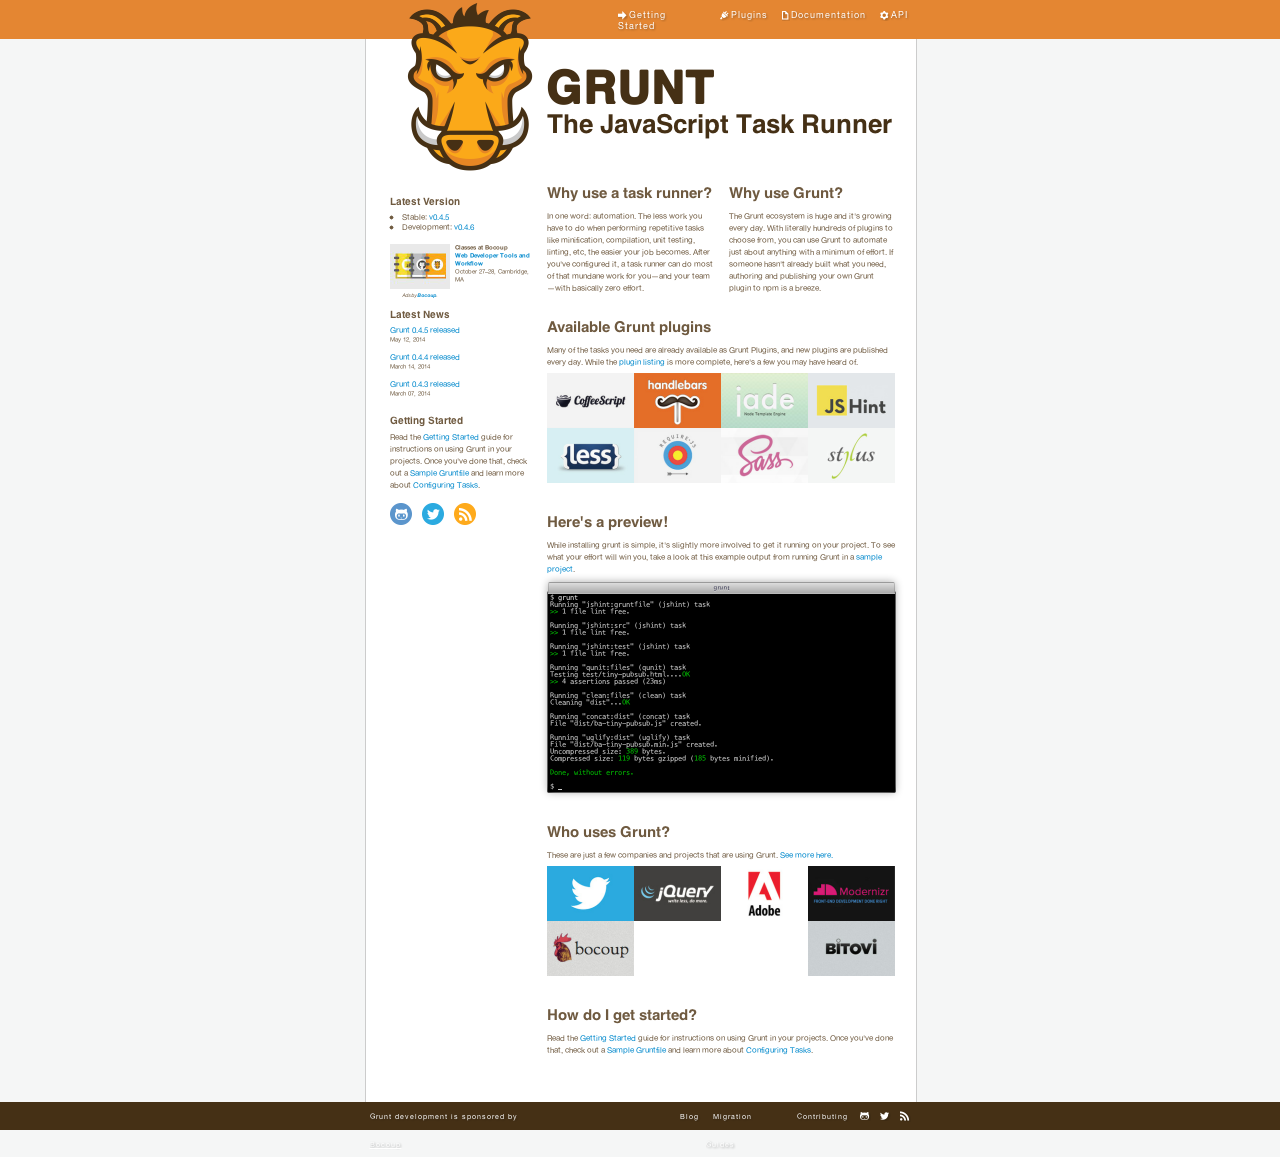 Getting Started
Plugins
Documentation
API
GRUNT
The JavaScript Task Runner
Latest Version
Stable: v0.4.5
Development: v0.4.6
Classes at Bocoup
Web Developer Tools and
Workflow
October 27–28, Cambridge,
MA
Ads by Bocoup.
Latest News
Grunt 0.4.5 released
May 12, 2014
Grunt 0.4.4 released
March 14, 2014
Grunt 0.4.3 released
March 07, 2014
Getting Started
Read the Getting Started guide for
instructions on using Grunt in your
projects. Once you've done that, check
out a Sample Gruntfile and learn more
about Configuring Tasks.
Why use a task runner?
In one word: automation. The less work you
have to do when performing repetitive tasks
like minification, compilation, unit testing,
linting, etc, the easier your job becomes. After
you've configured it, a task runner can do most
of that mundane work for you—and your team
—with basically zero effort.
Why use Grunt?
The Grunt ecosystem is huge and it's growing
every day. With literally hundreds of plugins to
choose from, you can use Grunt to automate
just about anything with a minimum of effort. If
someone hasn't already built what you need,
authoring and publishing your own Grunt
plugin to npm is a breeze.
Available Grunt plugins
Many of the tasks you need are already available as Grunt Plugins, and new plugins are published
every day. While the plugin listing is more complete, here's a few you may have heard of.
CoffeeScript
handlebars
jade
Node Template Engine
JS Hint
{less}
REQUIRE.JS
Sass
stylus
Here's a preview!
While installing grunt is simple, it's slightly more involved to get it running on your project. To see
what your effort will win you, take a look at this example output from running Grunt in a sample
project.
grunt
$ grunt
Running "jshint:gruntfile" (jshint) task
>> 1 file lint free.
Running "jshint:src" (jshint) task
>> 1 file lint free.
Running "jshint:test" (jshint) task
>> 1 file lint free.
Running "qunit:files" (qunit) task
Testing test/tiny-pubsub.html....OK
>> 4 assertions passed (23ms)
Running "clean:files" (clean) task
Cleaning "dist"...OK
Running "concat:dist" (concat) task
File "dist/ba-tiny-pubsub.js" created.
Running "uglify:dist" (uglify) task
File "dist/ba-tiny-pubsub.min.js" created.
Uncompressed size: 389 bytes.
Compressed size: 119 bytes gzipped (185 bytes minified).
Done, without errors.
$ _
Who uses Grunt?
These are just a few companies and projects that are using Grunt. See more here.
jQuery
write less, do more.
Adobe
Modernizr
FRONT-END DEVELOPMENT DONE RIGHT
bocoup
BiTOVi
How do I get started?
Read the Getting Started guide for instructions on using Grunt in your projects. Once you've done
that, check out a Sample Gruntfile and learn more about Configuring Tasks.
Grunt development is sponsored by
Blog
Migration
Contributing
Bocoup
Guides